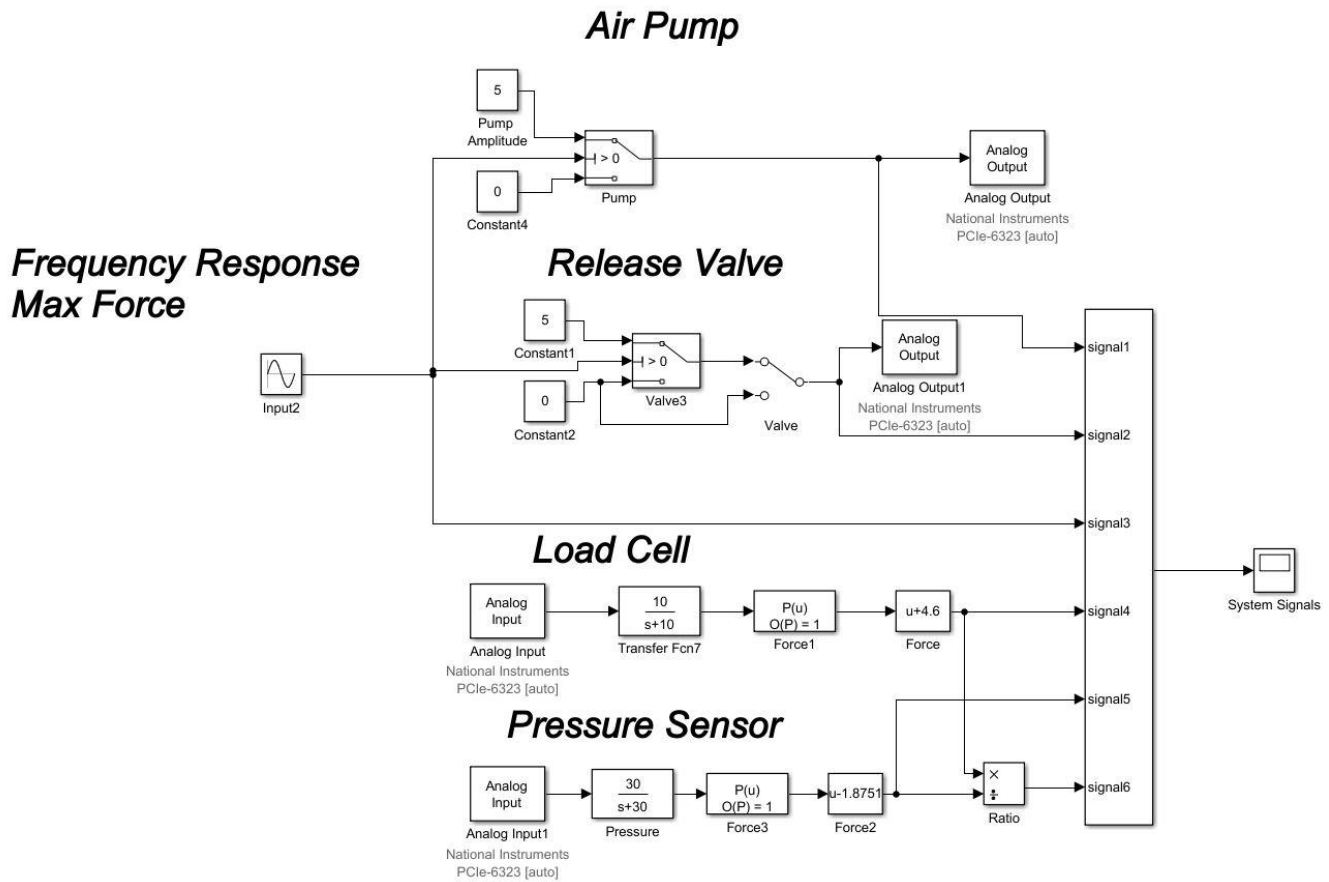 Air Pump
5
Pump
Amplitude
> 0
Pump
0
Constant4
Analog
Output
Analog Output
National Instruments
PCIe-6323 [auto]
Frequency Response
Max Force
Release Valve
5
Constant1
> 0
Valve3
0
Constant2
Valve
Analog
Output
Analog Output1
National Instruments
PCIe-6323 [auto]
Input2
signal1
signal2
signal3
signal4
signal5
signal6
System Signals
Load Cell
Analog
Input
Analog Input
National Instruments
PCIe-6323 [auto]
10
s+10
Transfer Fcn7
P(u)
O(P) = 1
Force1
u+4.6
Force
Pressure Sensor
Analog
Input
Analog Input1
National Instruments
PCIe-6323 [auto]
30
s+30
Pressure
P(u)
O(P) = 1
Force3
u-1.8751
Force2
×
÷
Ratio